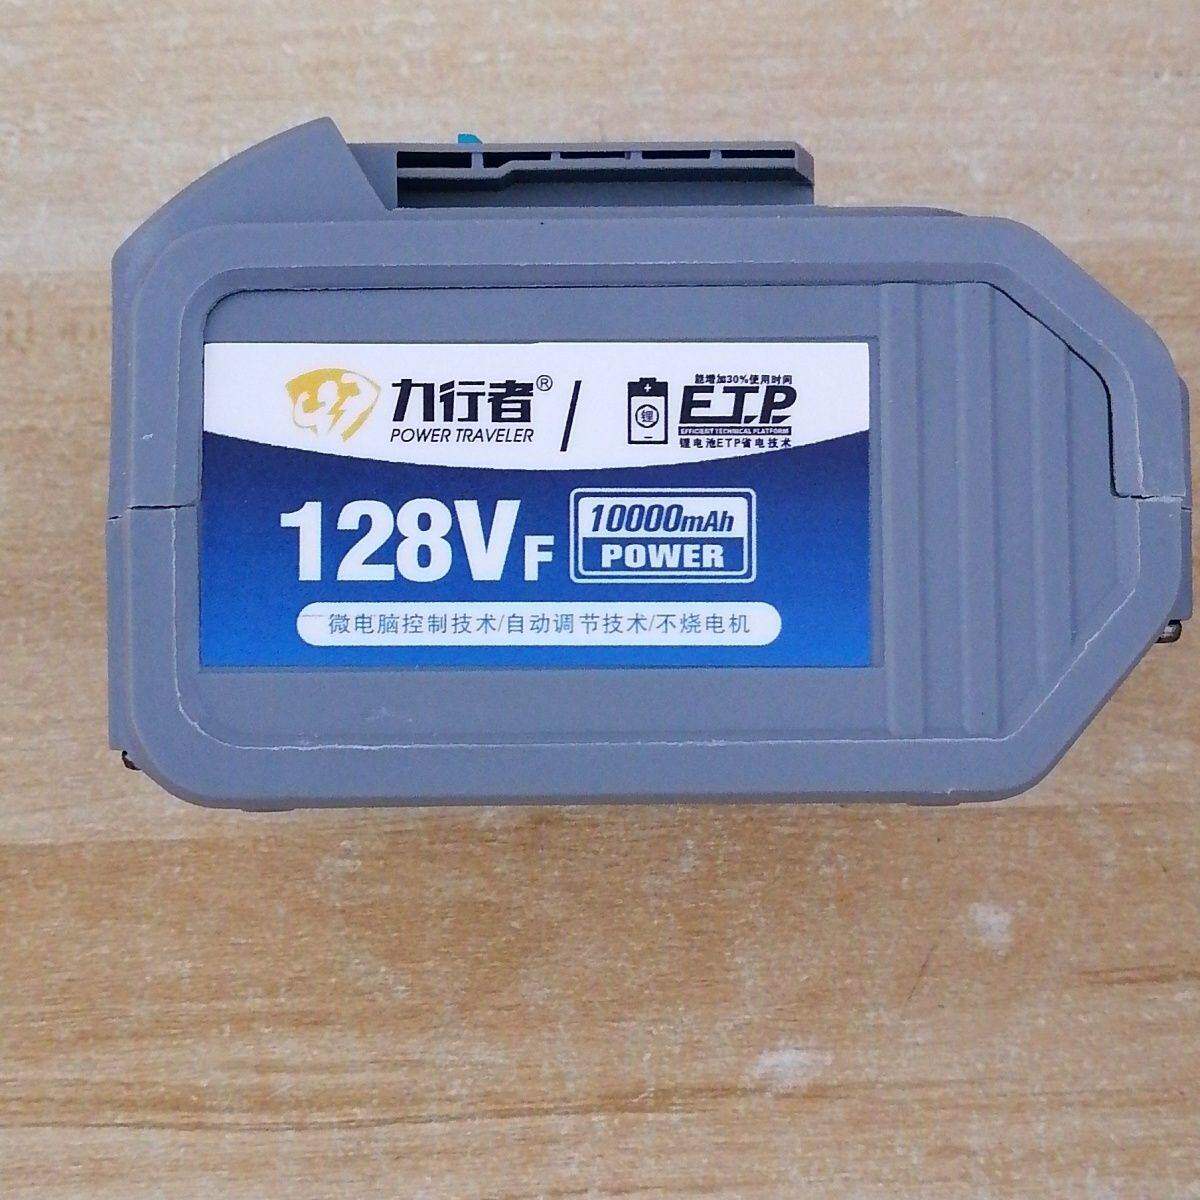 力行者®
POWER TRAVELER
能增加30%使用时间
锂
ETP
EFFICIENT TECHNICAL PLATFORM
锂电池ETP省电技术
128VF
10000mAh
POWER
微电脑控制技术/自动调节技术/不烧电机